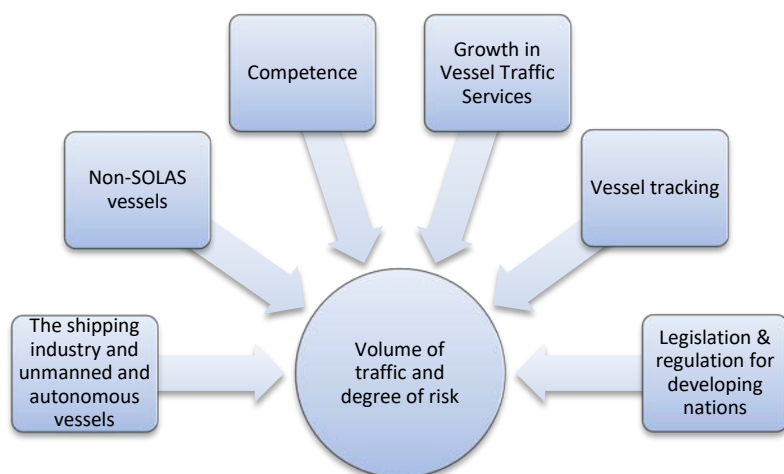 Competence
Growth in
Vessel Traffic
Services
Non-SOLAS
vessels
Vessel tracking
The shipping
industry and
unmanned and
autonomous
vessels
Volume of
traffic and
degree of risk
Legislation &
regulation for
developing
nations